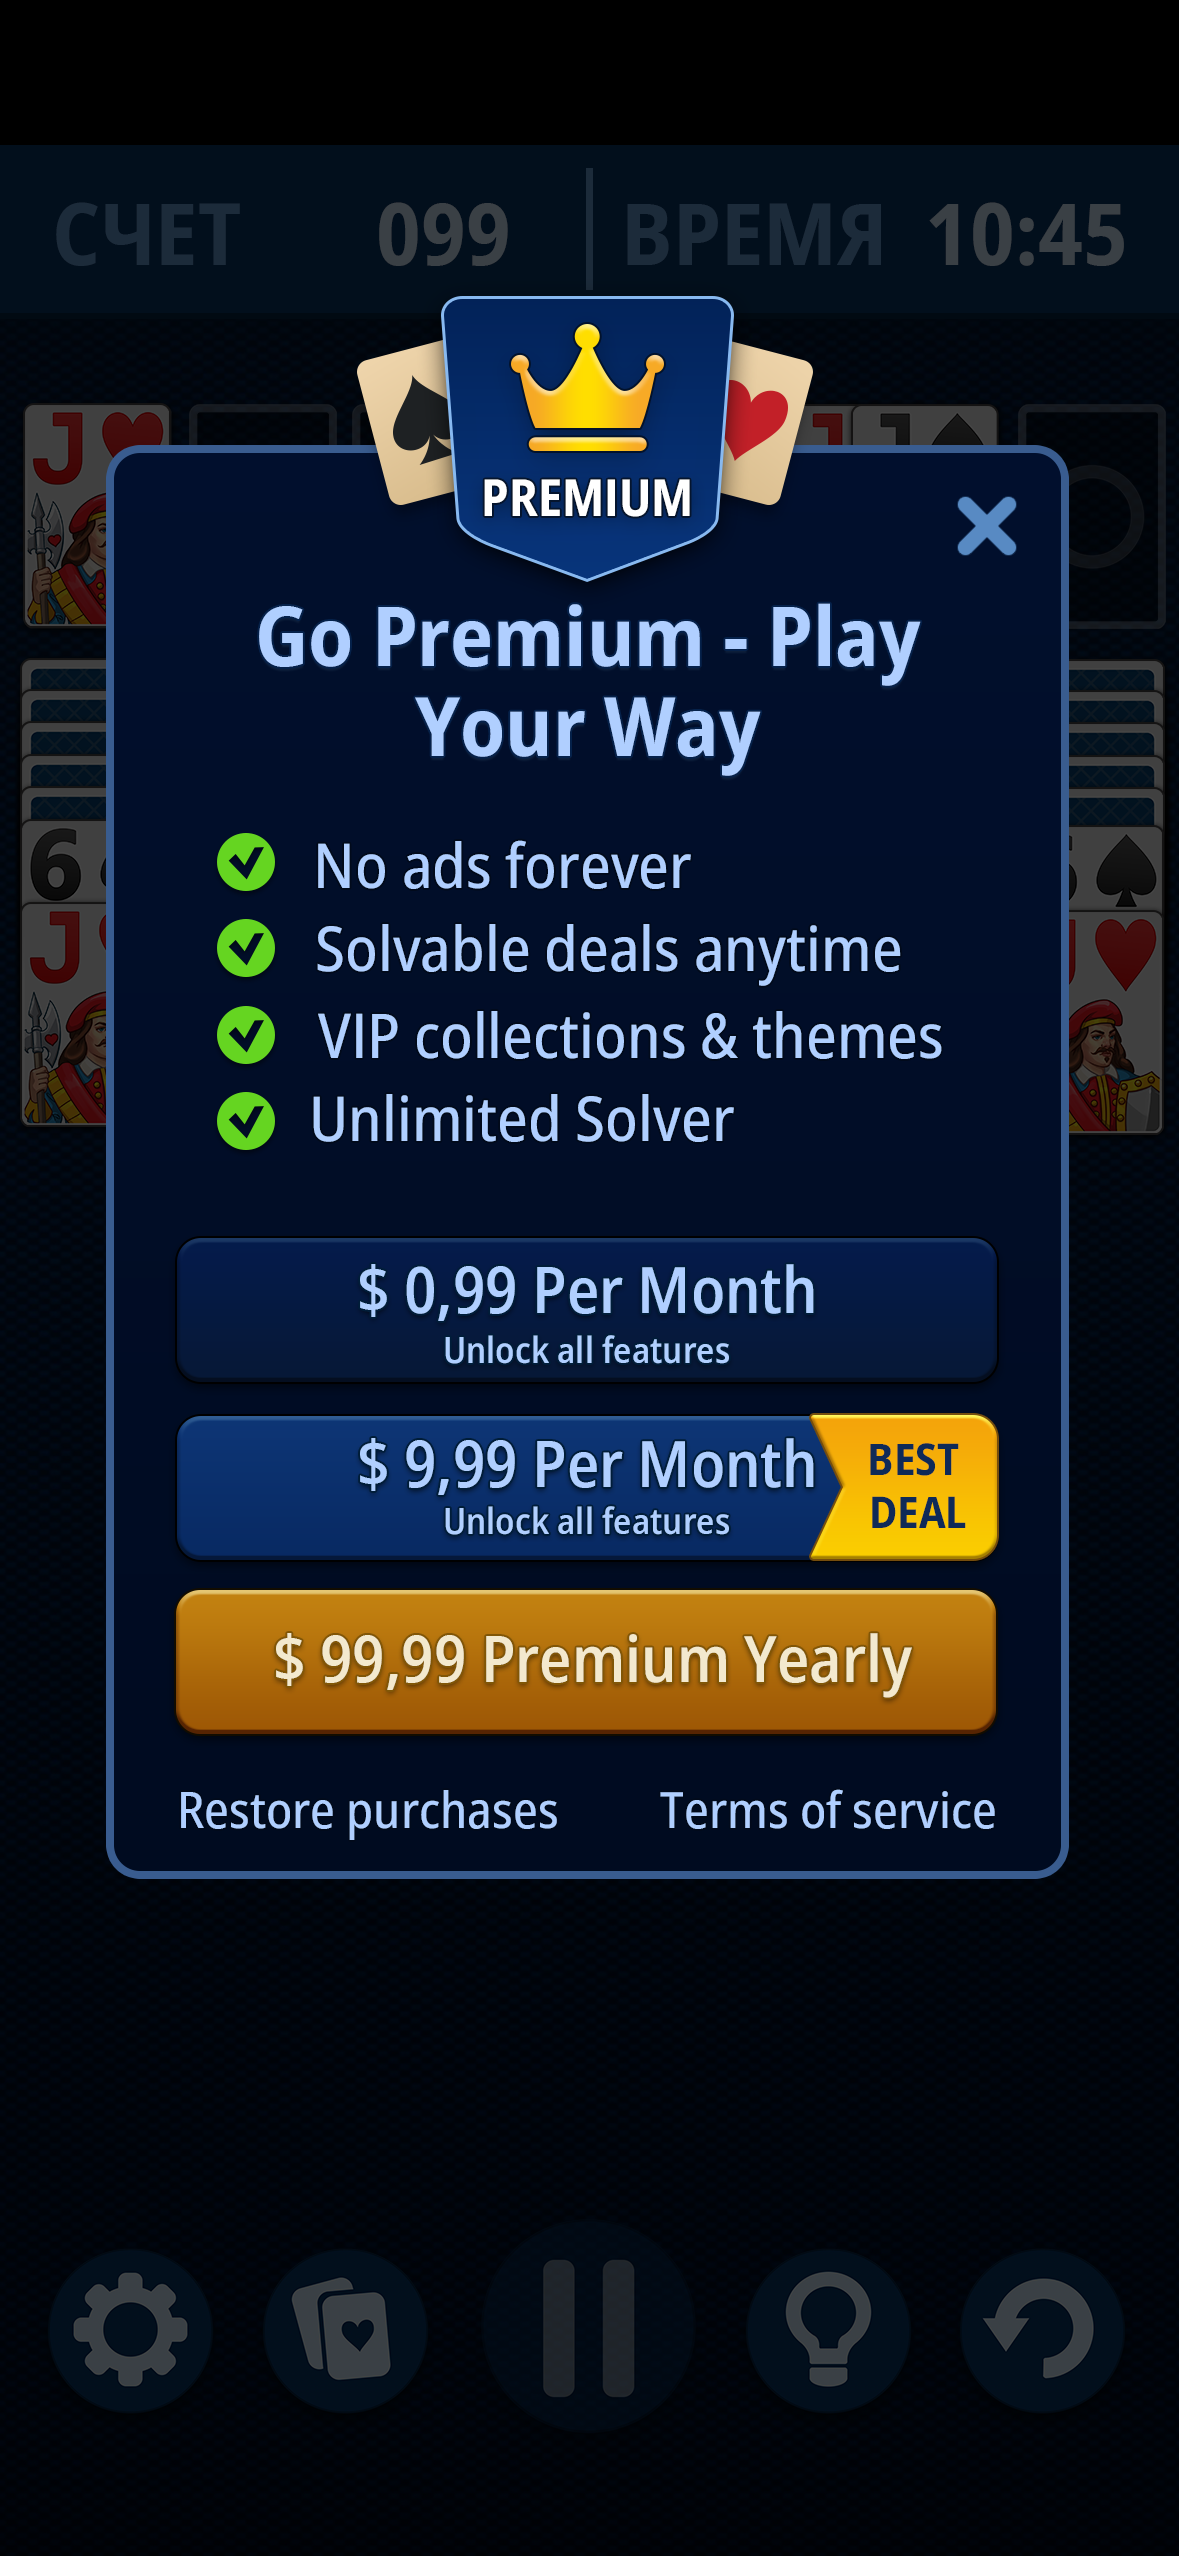 СЧЕТ 099 ВРЕМЯ 10:45
PREMIUM
J
J
J
Go Premium - Play
Your Way
No ads forever
Solvable deals anytime
VIP collections & themes
Unlimited Solver
6
J
$ 0,99 Per Month
Unlock all features
$ 9,99 Per Month
Unlock all features
BEST
DEAL
$ 99,99 Premium Yearly
Restore purchases
Terms of service